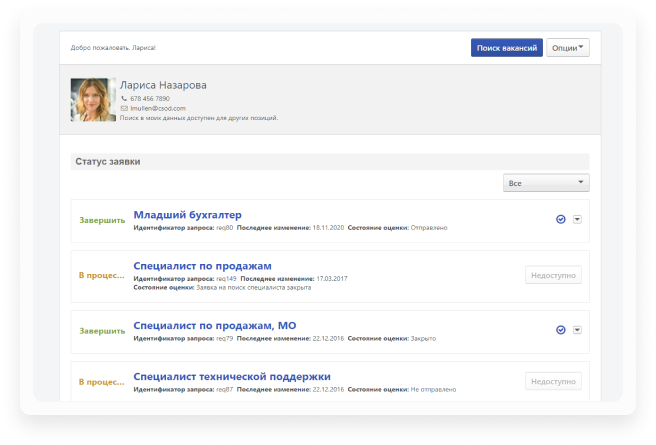 Добро пожаловать, Лариса!
Поиск вакансий
Опции
Лариса Назарова
678 456 7890
lmullen@csod.com
Поиск в моих данных доступен для других позиций.
Статус заявки
Все
Завершить
Младший бухгалтер
Идентификатор запроса: req80 Последнее изменение: 18.11.2020 Состояние оценки: Отправлено
В процес...
Специалист по продажам
Идентификатор запроса: req149 Последнее изменение: 17.03.2017
Состояние оценки: Заявка на поиск специалиста закрыта
Недоступно
Завершить
Специалист по продажам, МО
Идентификатор запроса: req79 Последнее изменение: 22.12.2016 Состояние оценки: Закрыто
В процес...
Специалист технической поддержки
Идентификатор запроса: req87 Последнее изменение: 22.12.2016 Состояние оценки: Не отправлено
Недоступно